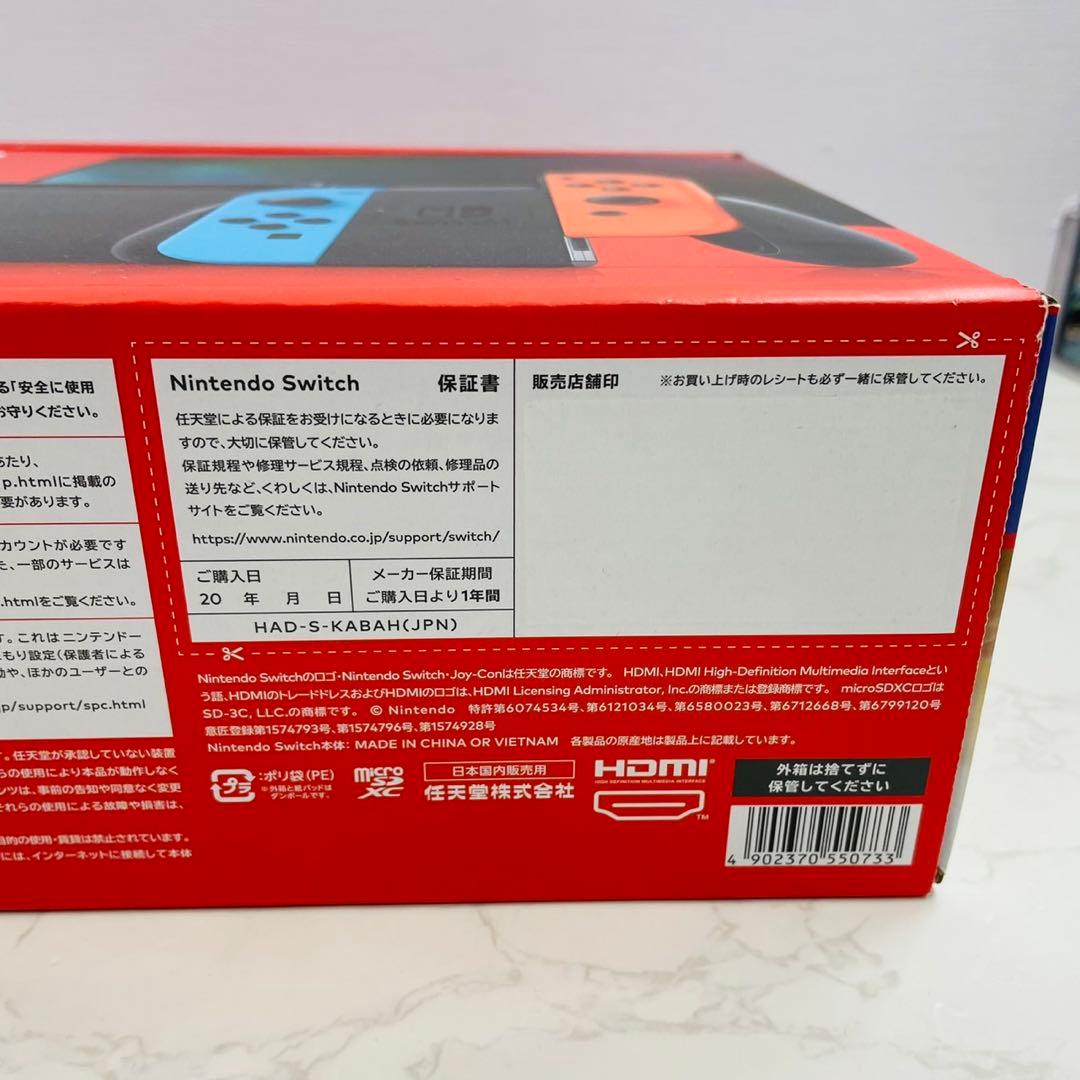 る「安全に使用
お守りください。
あたり、
p.htmlに掲載の
要があります。
カウントが必要です
た、一部のサービスは
.htmlをご覧ください。
す。これはニンテンドー
まもり設定(保護者による
動や、ほかのユーザーとの
p/support/spc.html
す。任天堂が承認していない装置
らの使用により本品が動作しなく
ンツは、事前の告知や同意なく変更
それらの使用による故障や損害は、
目的の使用・賃貸は禁止されています。
には、インターネットに接続して本体
Nintendo Switch 保証書
任天堂による保証をお受けになるときに必要になりま
すので、大切に保管してください。
保証規程や修理サービス規程、点検の依頼、修理品の
送り先など、くわしくは、Nintendo Switchサポート
サイトをご覧ください。
https://www.nintendo.co.jp/support/switch/
ご購入日
20 年 月 日
メーカー保証期間
ご購入日より1年間
HAD-S-KABAH(JPN)
販売店舗印 ※お買い上げ時のレシートも必ず一緒に保管してください。
Nintendo Switchのロゴ・Nintendo Switch・Joy-Conは任天堂の商標です。 HDMI、HDMI High-Definition Multimedia Interfaceとい
う語、HDMIのトレードドレスおよびHDMIのロゴは、HDMI Licensing Administrator, Inc.の商標または登録商標です。 microSDXCロゴは
SD-3C, LLC.の商標です。 © Nintendo 特許第6074534号、第6121034号、第6580023号、第6712668号、第6799120号
意匠登録第1574793号、第1574796号、第1574928号
Nintendo Switch本体: MADE IN CHINA OR VIETNAM 各製品の原産地は製品上に記載しています。
プラ
:ポリ袋(PE)
※外箱と紙パッドは
ダンボールです。
micro
SD
XC
日本国内販売用
任天堂株式会社
HDMI®
HIGH-DEFINITION MULTIMEDIA INTERFACE
TM
外箱は捨てずに
保管してください
4 902370 550733